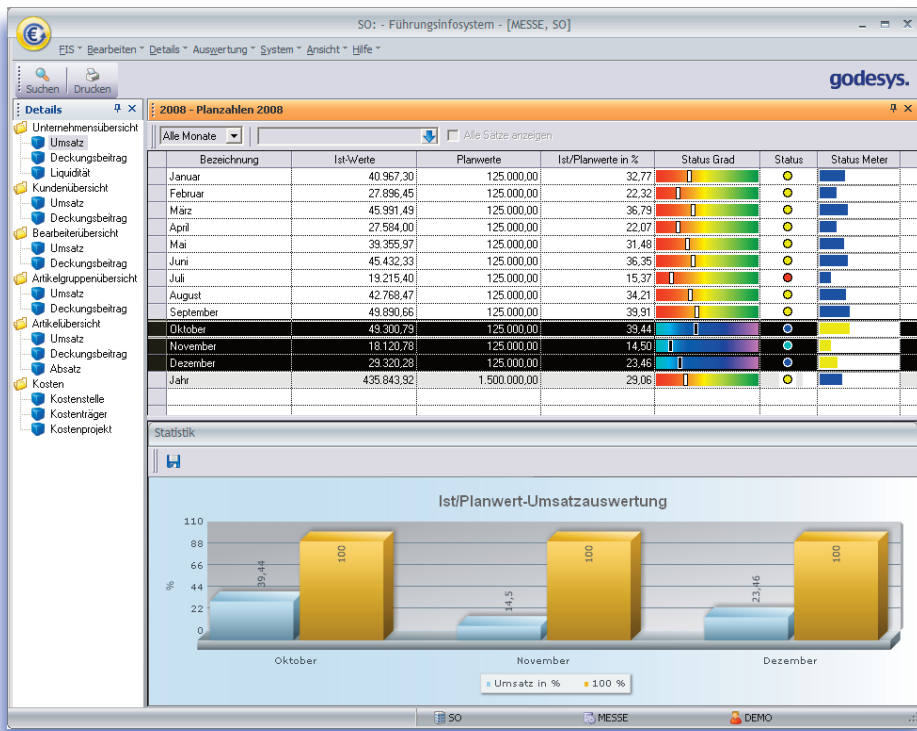 SO: - Führungsinfosystem - [MESSE, SO]
FIS Bearbeiten Details Auswertung System Ansicht Hilfe
Suchen Drucken
godesys.
Details
Unternehmensübersicht
Umsatz
Deckungsbeitrag
Liquidität
Kundenübersicht
Umsatz
Deckungsbeitrag
Bearbeiterübersicht
Umsatz
Deckungsbeitrag
Artikelgruppenübersicht
Umsatz
Deckungsbeitrag
Artikelübersicht
Umsatz
Deckungsbeitrag
Absatz
Kosten
Kostenstelle
Kostenträger
Kostenprojekt
2008 - Planzahlen 2008
Alle Monate Alle Sätze anzeigen
Bezeichnung Ist-Werte Planwerte Ist/Planwerte in % Status Grad Status Status Meter
Januar 40.967,30 125.000,00 32,77
Februar 27.896,45 125.000,00 22,32
März 45.991,49 125.000,00 36,79
April 27.584,00 125.000,00 22,07
Mai 39.355,97 125.000,00 31,48
Juni 45.432,33 125.000,00 36,35
Juli 19.215,40 125.000,00 15,37
August 42.768,47 125.000,00 34,21
September 49.890,66 125.000,00 39,91
Oktober 49.300,79 125.000,00 39,44
November 18.120,78 125.000,00 14,50
Dezember 29.320,28 125.000,00 23,46
Jahr 435.843,92 1.500.000,00 29,06
Statistik
Ist/Planwert-Umsatzauswertung
110
88
66
44
22
0
%
39,44
100
14,5
100
23,46
100
Oktober November Dezember
Umsatz in % 100 %
SO MESSE DEMO